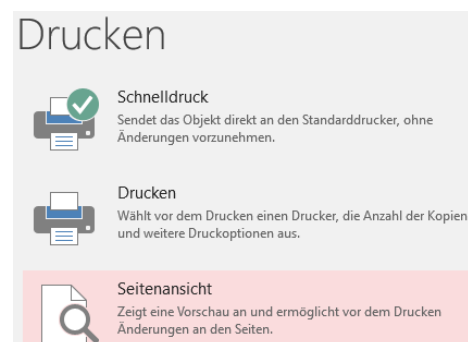 Drucken
Schnelldruck
Sendet das Objekt direkt an den Standarddrucker, ohne
Änderungen vorzunehmen.
Drucken
Wählt vor dem Drucken einen Drucker, die Anzahl der Kopien
und weitere Druckoptionen aus.
Seitenansicht
Zeigt eine Vorschau an und ermöglicht vor dem Drucken
Änderungen an den Seiten.